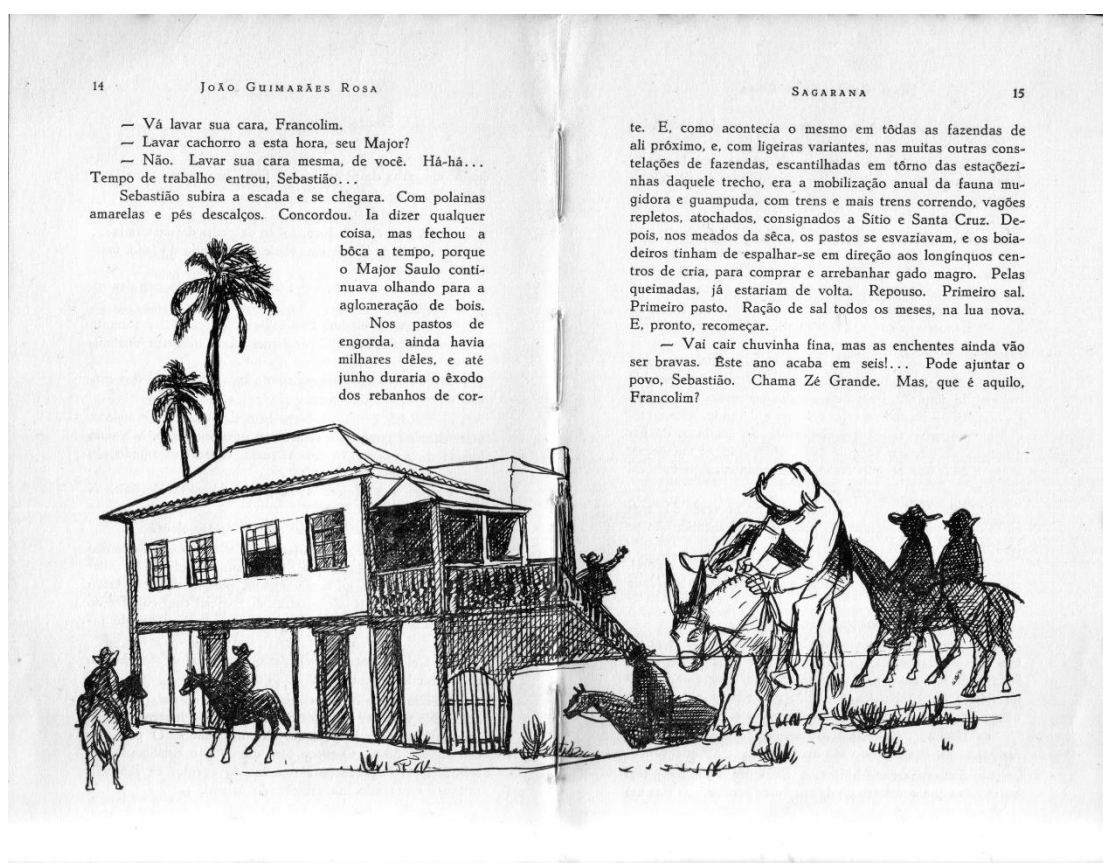 14 João Guimarães Rosa
— Vá lavar sua cara, Francolim.
— Lavar cachorro a esta hora, seu Major?
— Não. Lavar sua cara mesma, de você. Há-há...
Tempo de trabalho entrou, Sebastião...
Sebastião subira a escada e se chegara. Com polainas
amarelas e pés descalços. Concordou. Ia dizer qualquer
coisa, mas fechou a
bôca a tempo, porque
o Major Saulo conti-
nuava olhando para a
aglomeração de bois.
Nos pastos de
engorda, ainda havia
milhares dêles, e até
junho duraria o êxodo
dos rebanhos de cor-
Sagarana 15
te. E, como acontecia o mesmo em tôdas as fazendas de
ali próximo, e, com ligeiras variantes, nas muitas outras cons-
telações de fazendas, escantilhadas em tôrno das estaçõezi-
nhas daquele trecho, era a mobilização anual da fauna mu-
gidora e guampuda, com trens e mais trens correndo, vagões
repletos, atochados, consignados a Sítio e Santa Cruz. De-
pois, nos meados da sêca, os pastos se esvaziavam, e os boia-
deiros tinham de espalhar-se em direção aos longínquos cen-
tros de cria, para comprar e arrebanhar gado magro. Pelas
queimadas, já estariam de volta. Repouso. Primeiro sal.
Primeiro pasto. Ração de sal todos os meses, na lua nova.
E, pronto, recomeçar.
— Vai cair chuvinha fina, mas as enchentes ainda vão
ser bravas. Êste ano acaba em seis!... Pode ajuntar o
povo, Sebastião. Chama Zé Grande. Mas, que é aquilo,
Francolim?